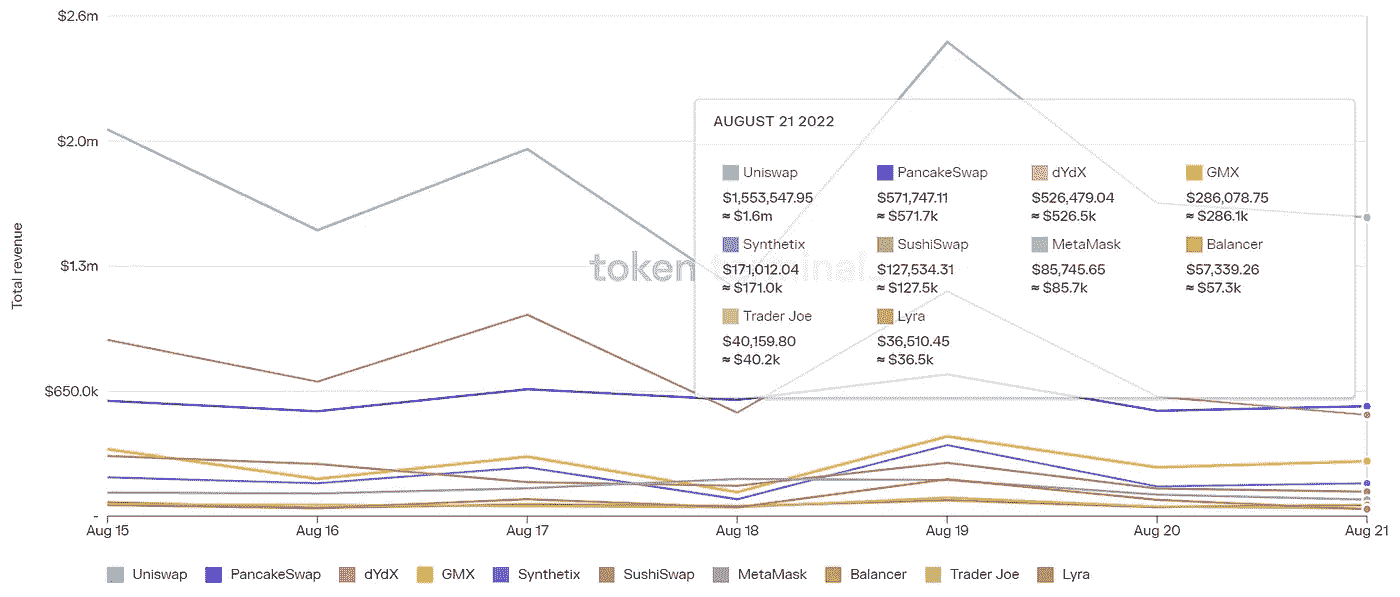 $2.6m
$2.0m
$1.3m
$650.0k
-
Total revenue
token terminal
AUGUST 21 2022
Uniswap PancakeSwap dYdX GMX
$1,553,547.95 $571,747.11 $526,479.04 $286,078.75
≈ $1.6m ≈ $571.7k ≈ $526.5k ≈ $286.1k
Synthetix SushiSwap MetaMask Balancer
$171,012.04 $127,534.31 $85,745.65 $57,339.26
≈ $171.0k ≈ $127.5k ≈ $85.7k ≈ $57.3k
Trader Joe Lyra
$40,159.80 $36,510.45
≈ $40.2k ≈ $36.5k
Aug 15 Aug 16 Aug 17 Aug 18 Aug 19 Aug 20 Aug 21
Uniswap PancakeSwap dYdX GMX Synthetix SushiSwap MetaMask Balancer Trader Joe Lyra